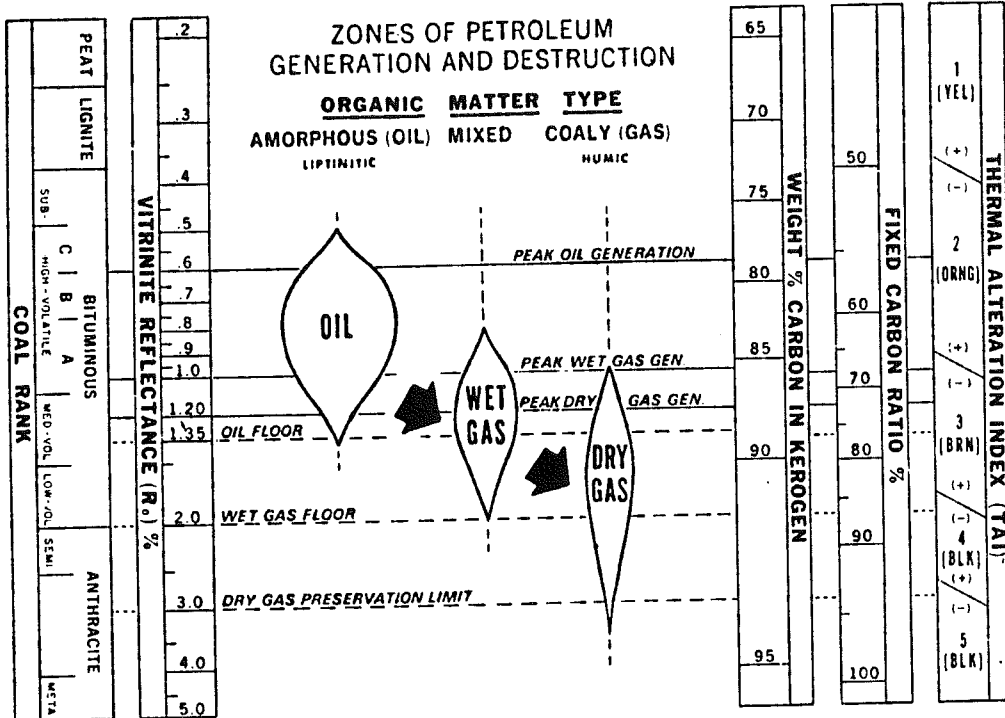 ZONES OF PETROLEUM
GENERATION AND DESTRUCTION
ORGANIC MATTER TYPE
AMORPHOUS (OIL) MIXED COALY (GAS)
LIPTINITIC HUMIC
COAL RANK
PEAT
LIGNITE
SUB-
BITUMINOUS
HIGH-VOLATILE
C
B
A
MED-VOL
LOW-VOL
SEMI
ANTHRACITE
META
VITRINITE REFLECTANCE (Ro) %
.2
.3
.4
.5
.6
.7
.8
.9
1.0
1.20
1.35
2.0
3.0
4.0
5.0
OIL
WET
GAS
DRY
GAS
PEAK OIL GENERATION
PEAK WET GAS GEN.
PEAK DRY GAS GEN.
OIL FLOOR
WET GAS FLOOR
DRY GAS PRESERVATION LIMIT
65
70
75
80
85
90
95
WEIGHT % CARBON IN KEROGEN
50
60
70
80
90
100
FIXED CARBON RATIO %
1
(YEL)
(+)
(-)
2
(ORNG)
(+)
(-)
3
(BRN)
(+)
(-)
4
(BLK)
(+)
(-)
5
(BLK)
THERMAL ALTERATION INDEX (TAI)